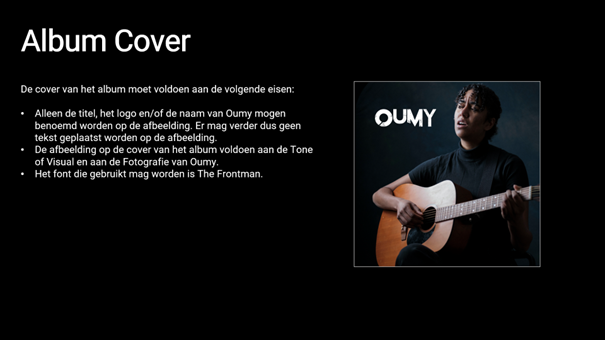 Album Cover
De cover van het album moet voldoen aan de volgende eisen:
• Alleen de titel, het logo en/of de naam van Oumy mogen
benoemd worden op de afbeelding. Er mag verder dus geen
tekst geplaatst worden op de afbeelding.
• De afbeelding op de cover van het album voldoen aan de Tone
of Visual en aan de Fotografie van Oumy.
• Het font die gebruikt mag worden is The Frontman.
OUMY